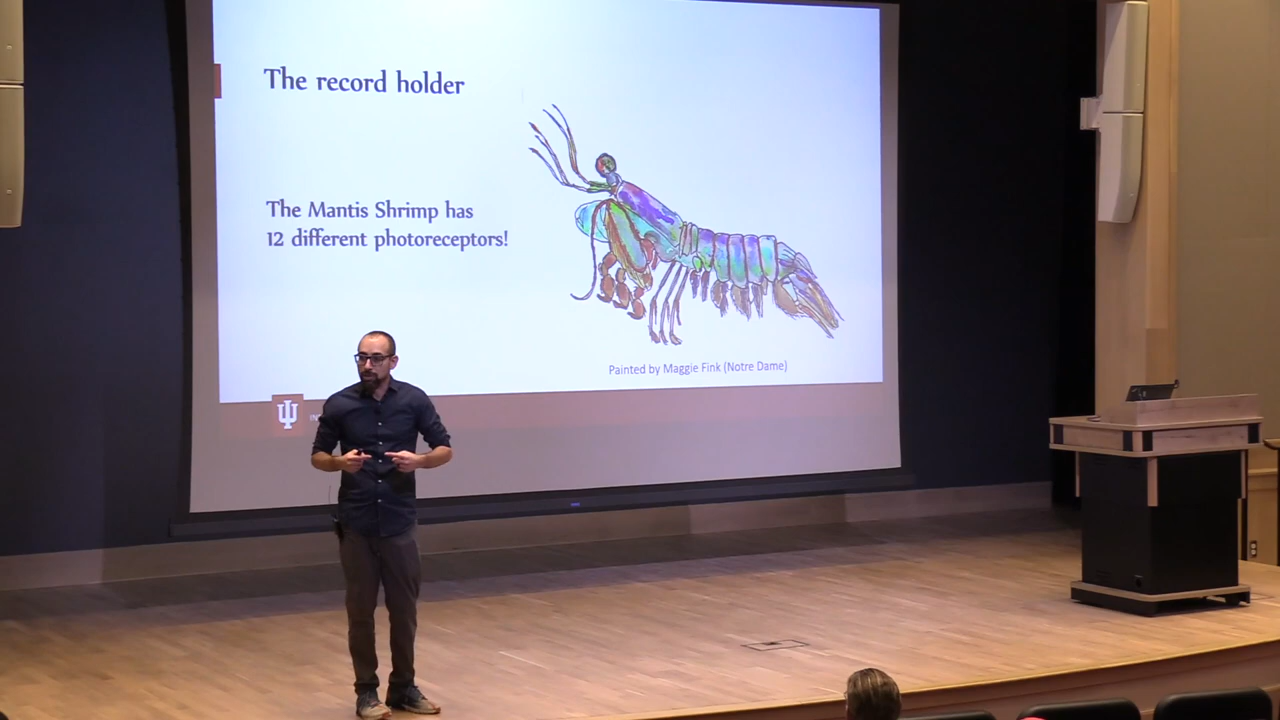 The record holder
The Mantis Shrimp has
12 different photoreceptors!
Painted by Maggie Fink (Notre Dame)